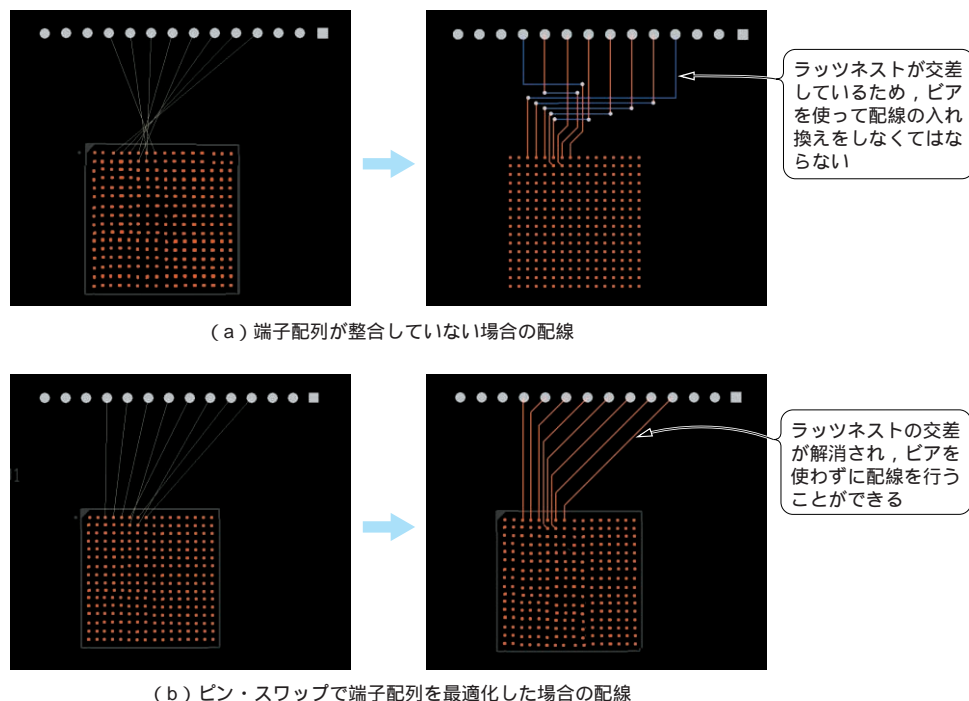 ラッツネストが交差
しているため，ビア
を使って配線の入れ
換えをしなくてはな
らない
（a）端子配列が整合していない場合の配線
ラッツネストの交差
が解消され，ビアを
使わずに配線を行う
ことができる
（b）ピン・スワップで端子配列を最適化した場合の配線